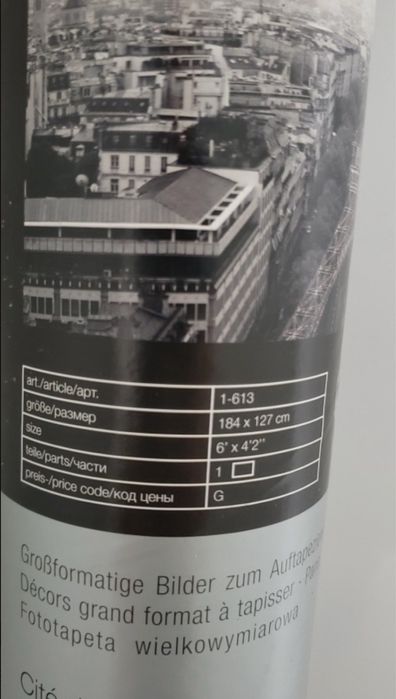 art./article/арт. 1-613
größe/размер 184 x 127 cm
size 6' x 4'2''
teile/parts/части 1
preis-/price code/код цены G
Großformatige Bilder zum
Décors grand format à tapisser -
Fototapeta wielkowymiarowa
Cité